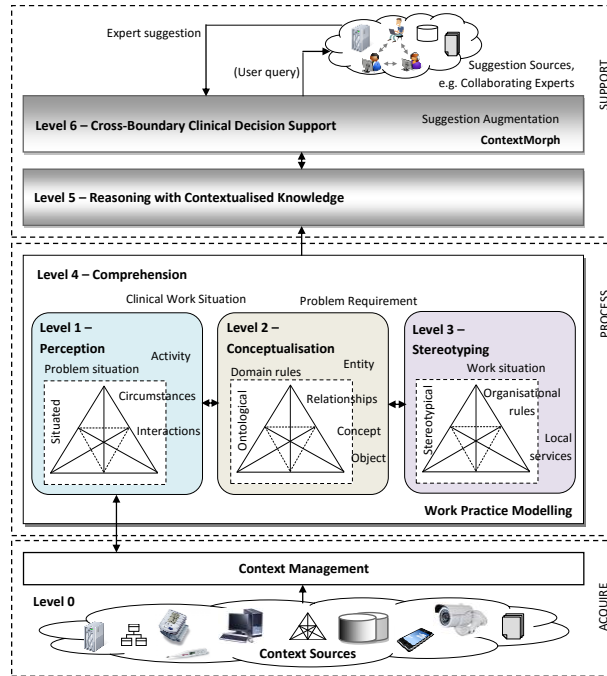 Expert suggestion
(User query)
Suggestion Sources,
e.g. Collaborating Experts
SUPPORT
Level 6 – Cross-Boundary Clinical Decision Support
Suggestion Augmentation
ContextMorph
Level 5 – Reasoning with Contextualised Knowledge
Level 4 – Comprehension
PROCESS
Clinical Work Situation
Problem Requirement
Level 1 –
Perception
Activity
Problem situation
Circumstances
Interactions
Situated
Level 2 –
Conceptualisation
Entity
Domain rules
Relationships
Concept
Object
Ontological
Level 3 –
Stereotyping
Work situation
Organisational
rules
Local
services
Stereotypical
Work Practice Modelling
Context Management
Level 0
Context Sources
ACQUIRE